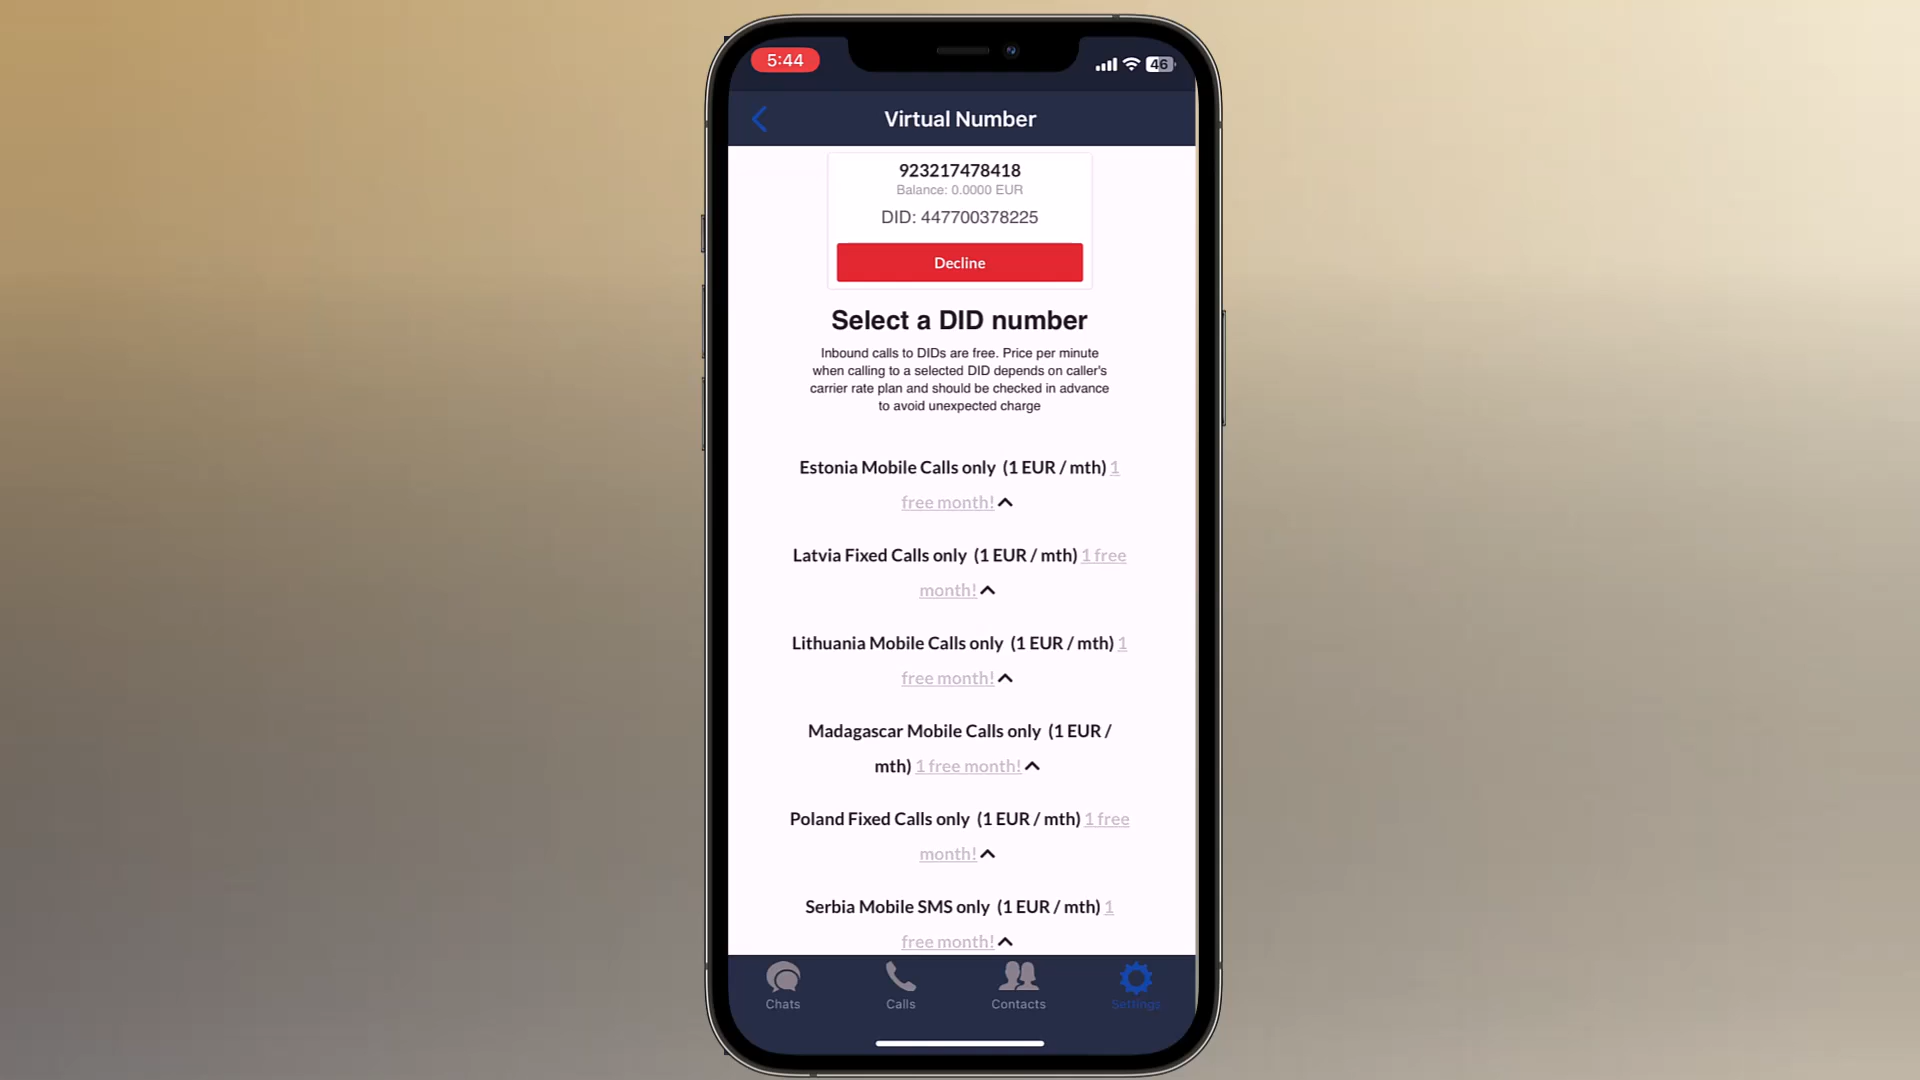 5:44
46
Virtual Number
923217478418
Balance: 0.0000 EUR
DID: 447700378225
Decline
Select a DID number
Inbound calls to DIDs are free. Price per minute
when calling to a selected DID depends on caller's
carrier rate plan and should be checked in advance
to avoid unexpected charge
Estonia Mobile Calls only (1 EUR / mth) 1
free month!
Latvia Fixed Calls only (1 EUR / mth) 1 free
month!
Lithuania Mobile Calls only (1 EUR / mth) 1
free month!
Madagascar Mobile Calls only (1 EUR /
mth) 1 free month!
Poland Fixed Calls only (1 EUR / mth) 1 free
month!
Serbia Mobile SMS only (1 EUR / mth) 1
free month!
Chats
Calls
Contacts
Settings